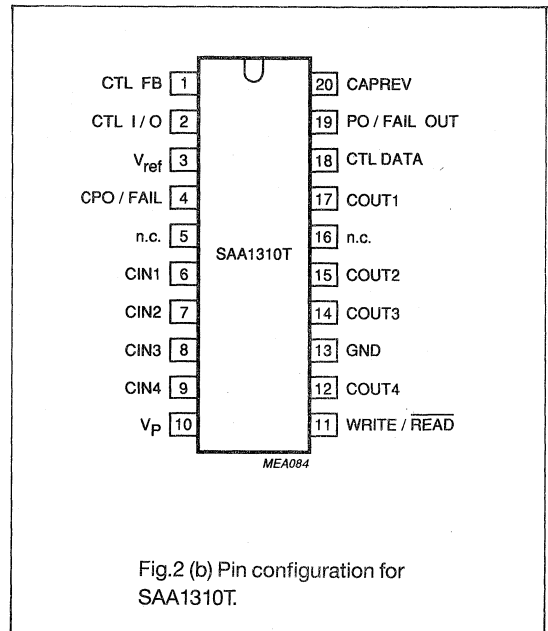 CTL FB 1
CTL I / O 2
Vref 3
CPO / FAIL 4
n.c. 5
CIN1 6
CIN2 7
CIN3 8
CIN4 9
VP 10
SAA1310T
20 CAPREV
19 PO / FAIL OUT
18 CTL DATA
17 COUT1
16 n.c.
15 COUT2
14 COUT3
13 GND
12 COUT4
11 WRITE / READ
MEA084
Fig.2 (b) Pin configuration for
SAA1310T.